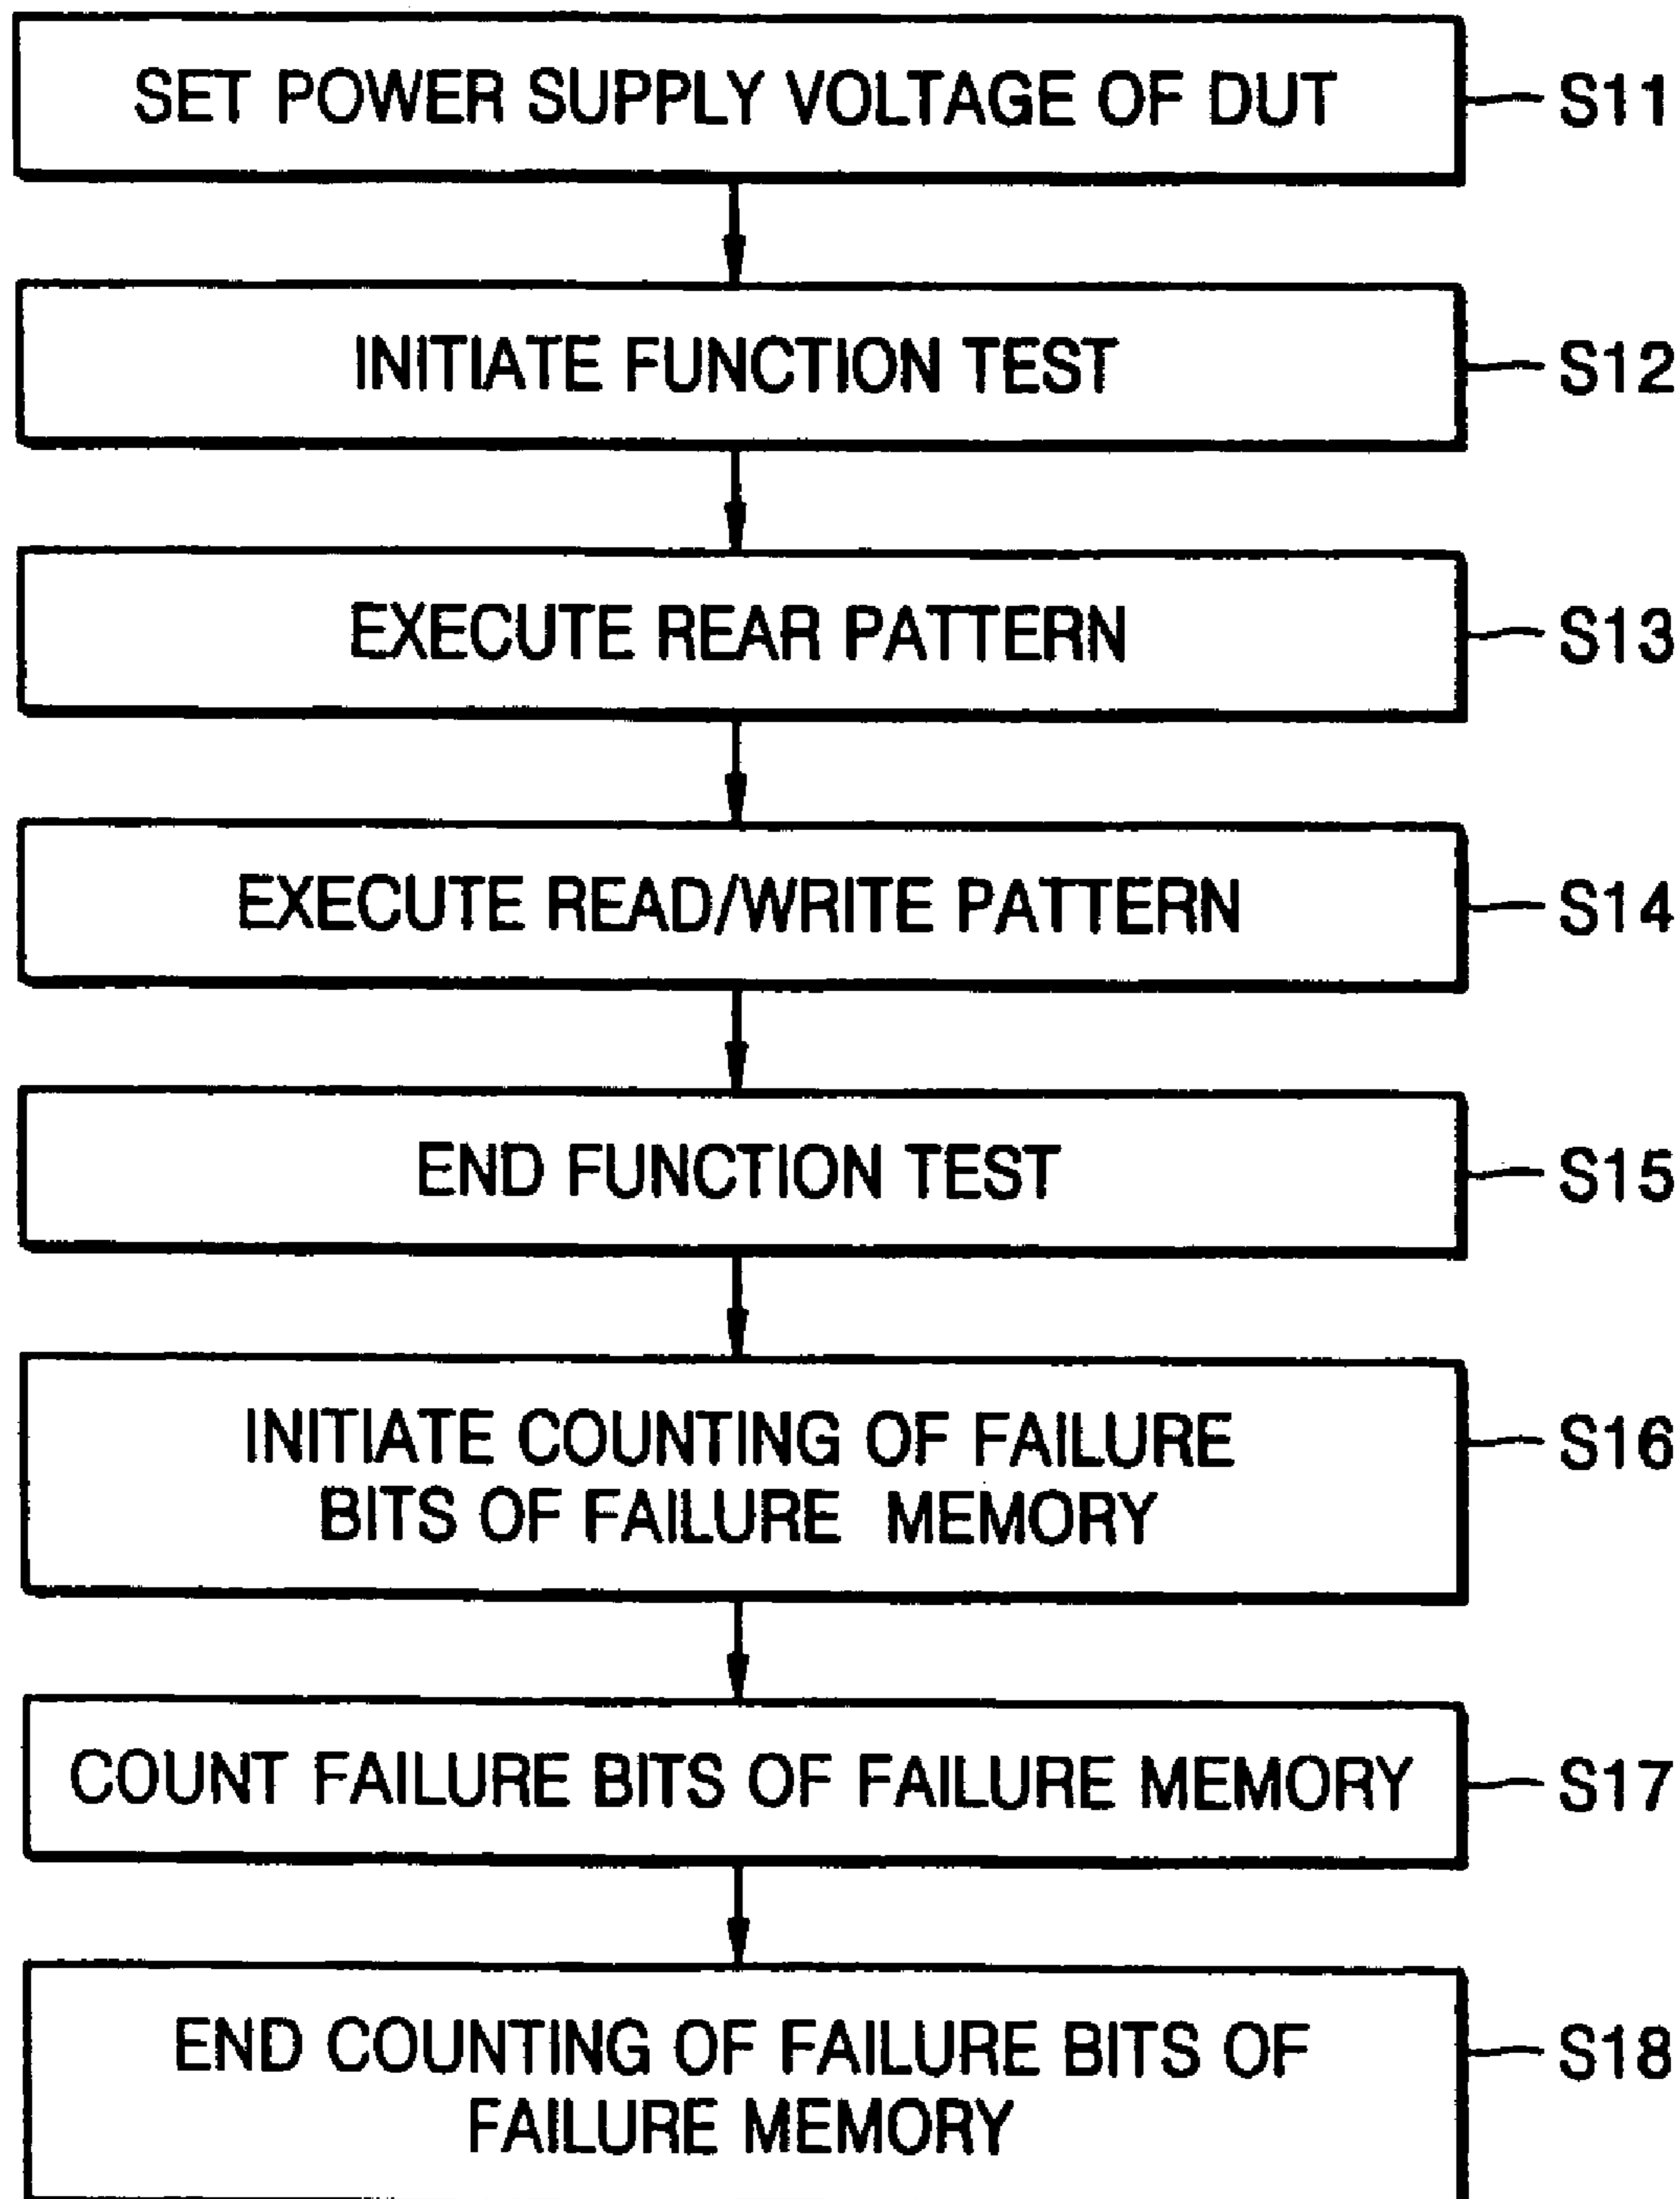 SET POWER SUPPLY VOLTAGE OF DUT S11
INITIATE FUNCTION TEST S12
EXECUTE REAR PATTERN S13
EXECUTE READ/WRITE PATTERN S14
END FUNCTION TEST S15
INITIATE COUNTING OF FAILURE S16
BITS OF FAILURE MEMORY
COUNT FAILURE BITS OF FAILURE MEMORY S17
END COUNTING OF FAILURE BITS OF S18
FAILURE MEMORY